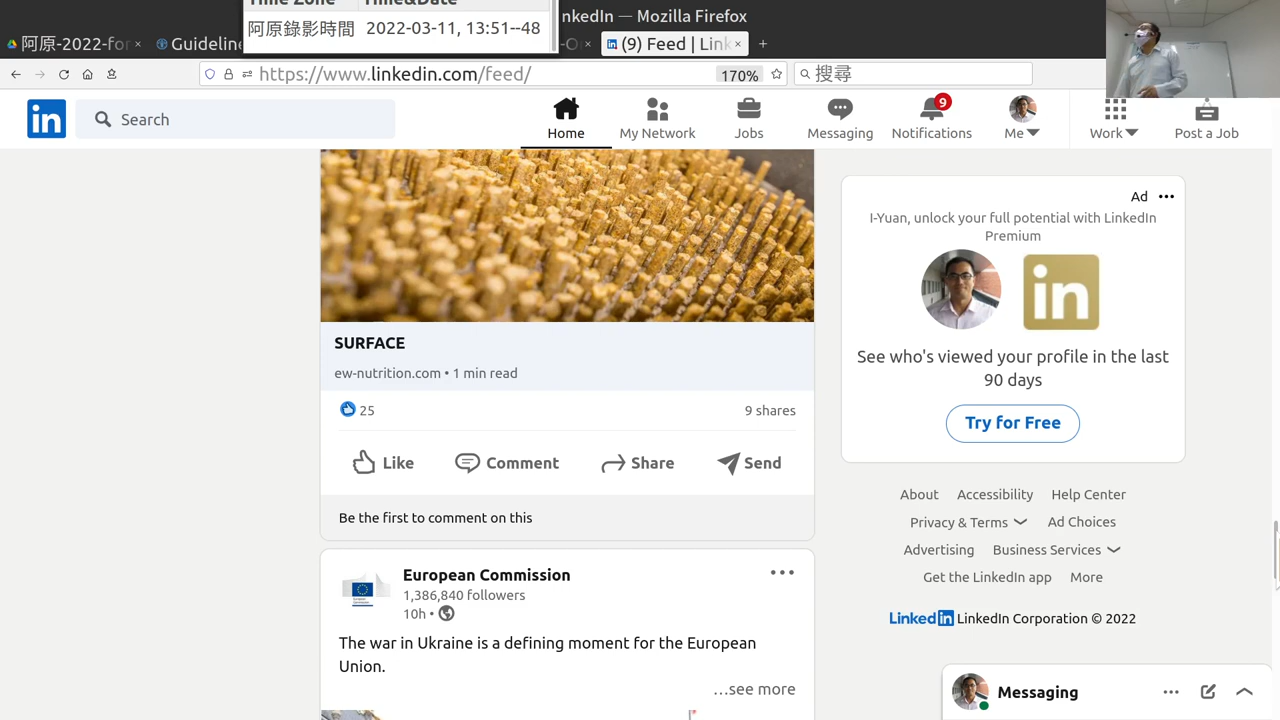 Time Zone Time&Date
阿原錄影時間 2022-03-11, 13:51--48
nkedIn — Mozilla Firefox
阿原-2022-for × Guideline -O × (9) Feed | Link × +
https://www.linkedin.com/feed/ 170% 搜尋
in Search Home My Network Jobs Messaging 9 Notifications Me Work Post a Job
SURFACE
ew-nutrition.com • 1 min read
25 9 shares
Like Comment Share Send
Be the first to comment on this
European Commission
1,386,840 followers
10h •
The war in Ukraine is a defining moment for the European
Union.
...see more
Ad
I-Yuan, unlock your full potential with LinkedIn
Premium
in
See who's viewed your profile in the last
90 days
Try for Free
About Accessibility Help Center
Privacy & Terms Ad Choices
Advertising Business Services
Get the LinkedIn app More
LinkedIn LinkedIn Corporation © 2022
Messaging